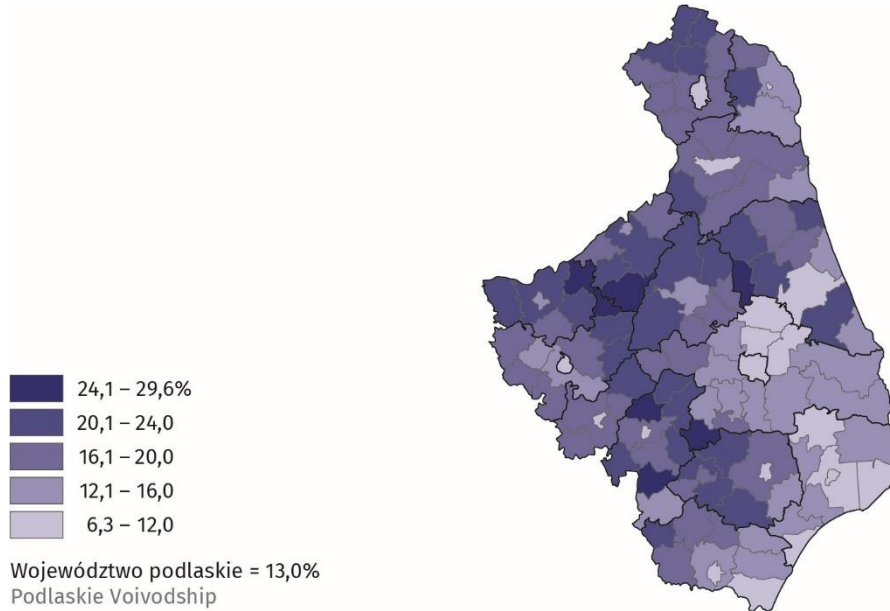 24,1 – 29,6%
20,1 – 24,0
16,1 – 20,0
12,1 – 16,0
6,3 – 12,0
Województwo podlaskie = 13,0%
Podlaskie Voivodship